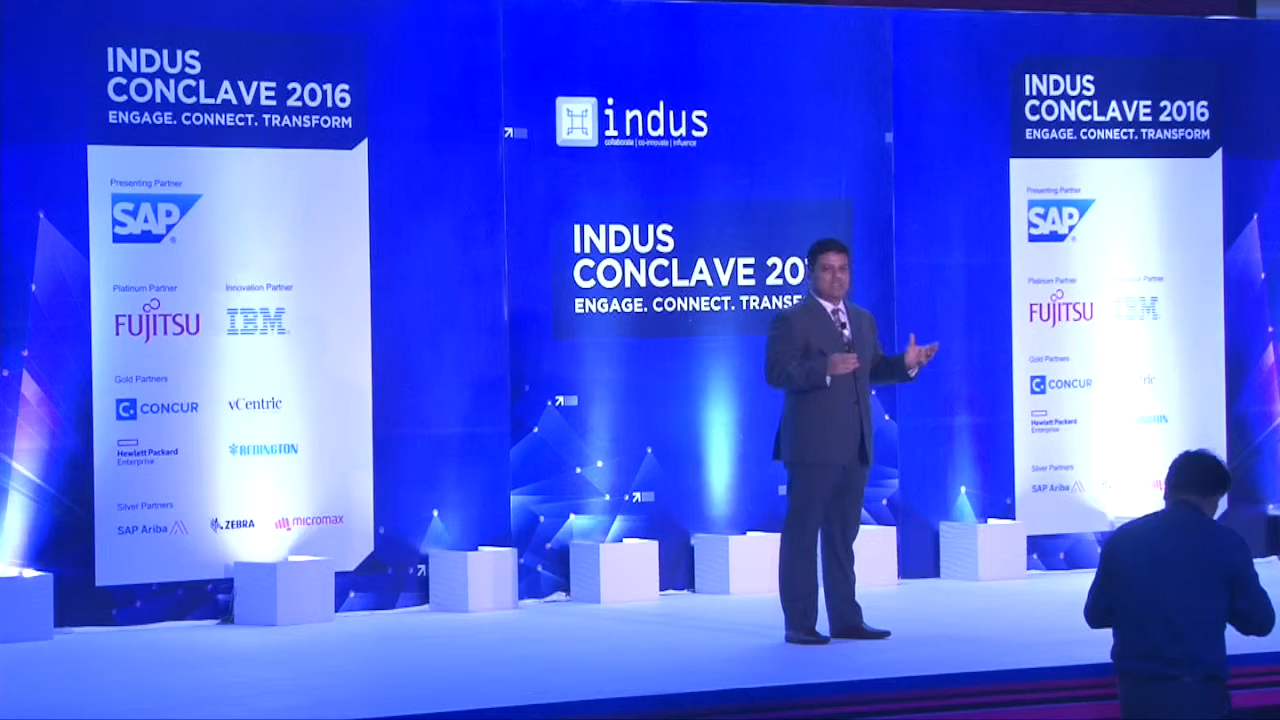 INDUS
CONCLAVE 2016
ENGAGE. CONNECT. TRANSFORM
Presenting Partner
SAP
Platinum Partner
Innovation Partner
FUJITSU
IBM
Gold Partners
CONCUR
vCentric
Hewlett Packard
Enterprise
REDINGTON
Silver Partners
SAP Ariba
ZEBRA
micromax
indus
collaborate | co-innovate | influence
INDUS
CONCLAVE 20
ENGAGE. CONNECT. TRANSF
INDUS
CONCLAVE 2016
ENGAGE. CONNECT. TRANSFORM
Presenting Partner
SAP
Platinum Partner
Partner
FUJITSU
IBM
Gold Partners
CONCUR
Hewlett Packard
Enterprise
Silver Partners
SAP Ariba